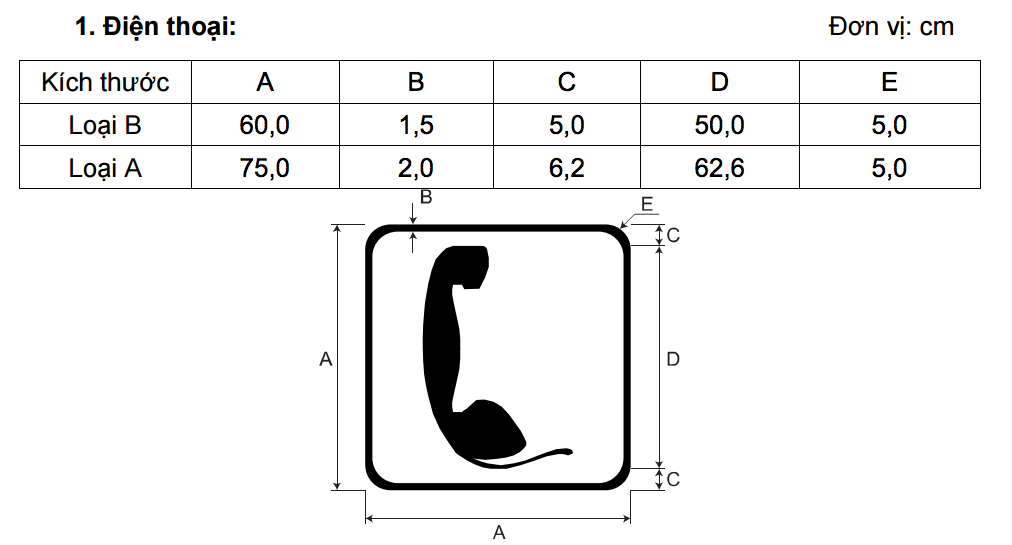 1. Điện thoại: Đơn vị: cm
Kích thước A B C D E
Loại B 60,0 1,5 5,0 50,0 5,0
Loại A 75,0 2,0 6,2 62,6 5,0
B
E
C
A
D
C
A